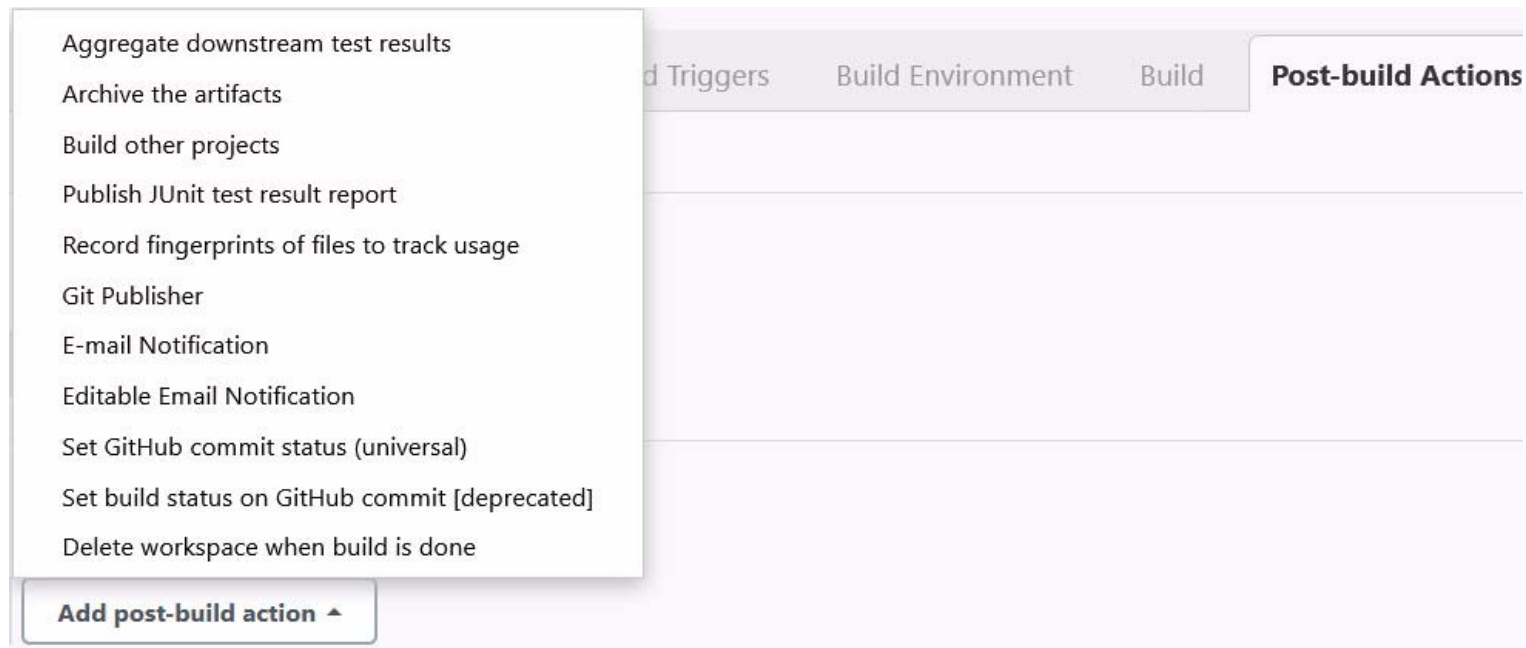 Aggregate downstream test results
Archive the artifacts
Build other projects
Publish JUnit test result report
Record fingerprints of files to track usage
Git Publisher
E-mail Notification
Editable Email Notification
Set GitHub commit status (universal)
Set build status on GitHub commit [deprecated]
Delete workspace when build is done
Add post-build action
d Triggers Build Environment Build Post-build Actions